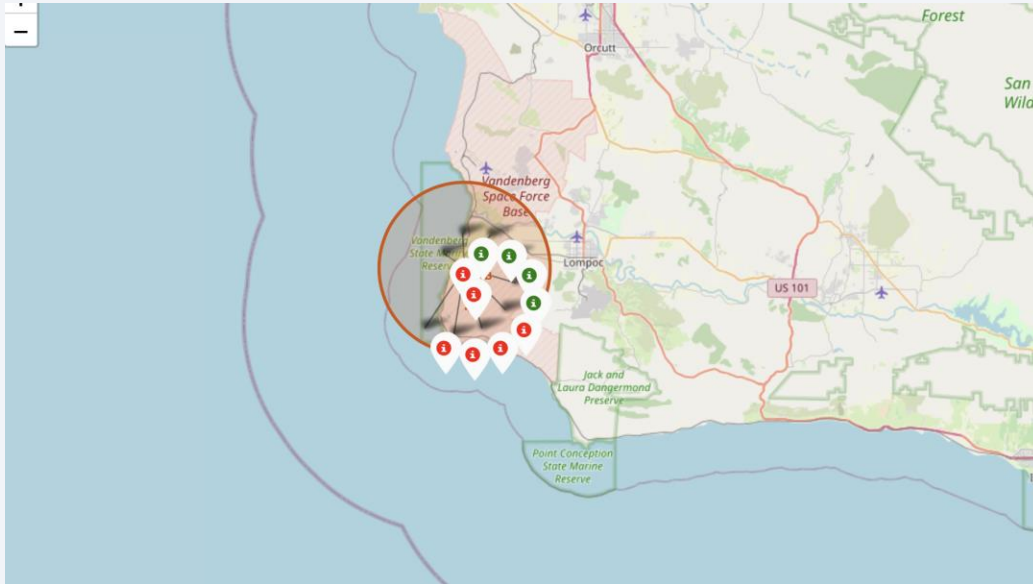 +
−
Forest
Orcutt
San
Wild
Vandenberg
Space Force
Base
Vandenberg
State Marine
Reserve
Lompoc
US 101
Jack and
Laura Dangermond
Preserve
Point Conception
State Marine
Reserve